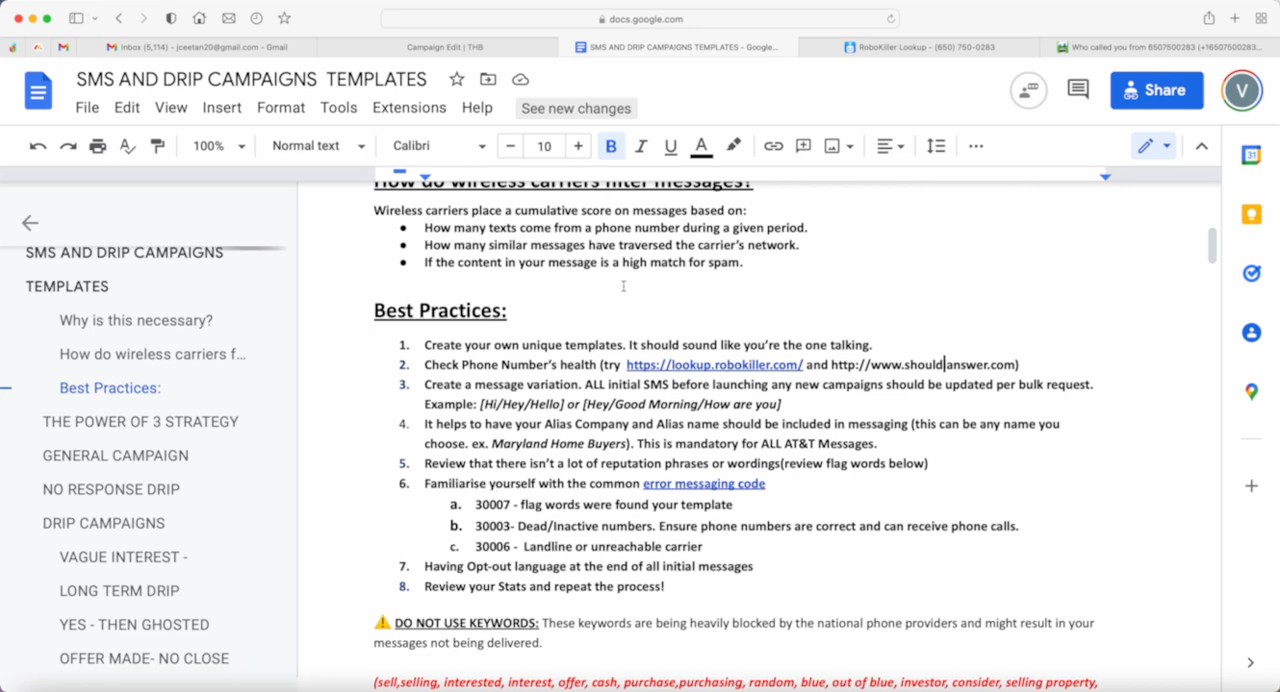 docs.google.com
Inbox (5,114) - jceetan20@gmail.com - Gmail
Campaign Edit | THB
SMS AND DRIP CAMPAIGNS TEMPLATES - Google...
RoboKiller Lookup - (650) 750-0283
Who called you from 6507500283 (+16507500283...
SMS AND DRIP CAMPAIGNS TEMPLATES
File Edit View Insert Format Tools Extensions Help See new changes
Share
V
100% Normal text Calibri 10 B I U A
31
SMS AND DRIP CAMPAIGNS
TEMPLATES
Why is this necessary?
How do wireless carriers f...
Best Practices:
THE POWER OF 3 STRATEGY
GENERAL CAMPAIGN
NO RESPONSE DRIP
DRIP CAMPAIGNS
VAGUE INTEREST -
LONG TERM DRIP
YES - THEN GHOSTED
OFFER MADE- NO CLOSE
How do wireless carriers filter messages?
Wireless carriers place a cumulative score on messages based on:
● How many texts come from a phone number during a given period.
● How many similar messages have traversed the carrier's network.
● If the content in your message is a high match for spam.
Best Practices:
1. Create your own unique templates. It should sound like you're the one talking.
2. Check Phone Number's health (try https://lookup.robokiller.com/ and http://www.shouldanswer.com)
3. Create a message variation. ALL initial SMS before launching any new campaigns should be updated per bulk request.
Example: [Hi/Hey/Hello] or [Hey/Good Morning/How are you]
4. It helps to have your Alias Company and Alias name should be included in messaging (this can be any name you
choose. ex. Maryland Home Buyers). This is mandatory for ALL AT&T Messages.
5. Review that there isn't a lot of reputation phrases or wordings(review flag words below)
6. Familiarise yourself with the common error messaging code
a. 30007 - flag words were found your template
b. 30003- Dead/Inactive numbers. Ensure phone numbers are correct and can receive phone calls.
c. 30006 - Landline or unreachable carrier
7. Having Opt-out language at the end of all initial messages
8. Review your Stats and repeat the process!
⚠️ DO NOT USE KEYWORDS: These keywords are being heavily blocked by the national phone providers and might result in your
messages not being delivered.
(sell,selling, interested, interest, offer, cash, purchase,purchasing, random, blue, out of blue, investor, consider, selling property,